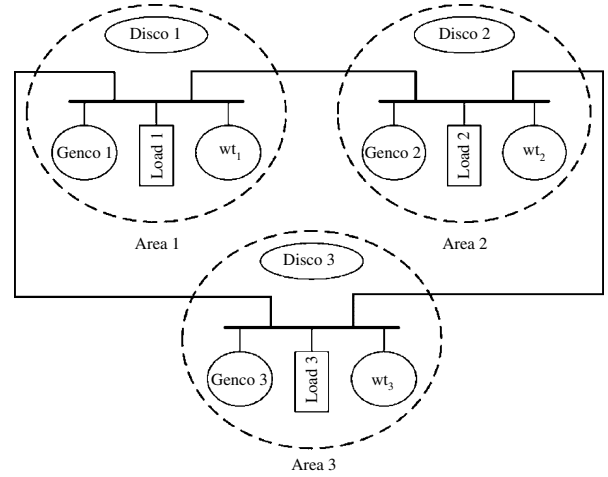 Disco 1
Disco 2
Genco 1
Load 1
wt1
Genco 2
Load 2
wt2
Area 1
Area 2
Disco 3
Genco 3
Load 3
wt3
Area 3